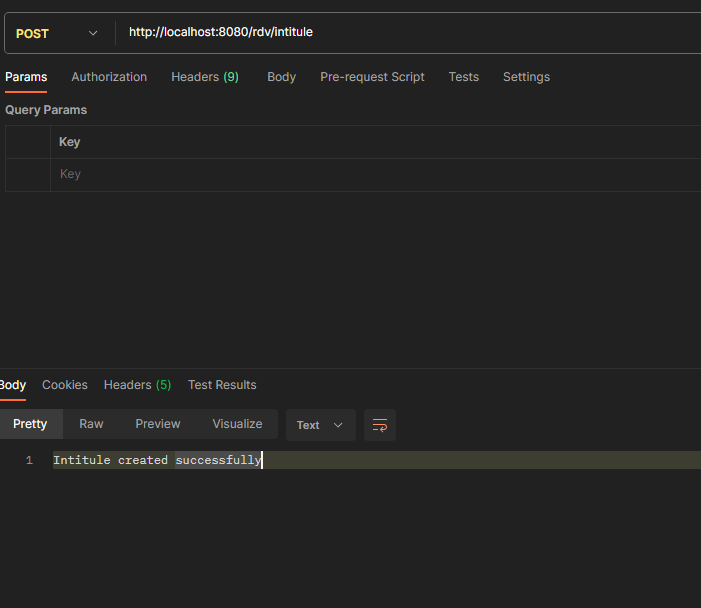 POST http://localhost:8080/rdv/intitule
Params Authorization Headers (9) Body Pre-request Script Tests Settings
Query Params
Key
Key
Body Cookies Headers (5) Test Results
Pretty Raw Preview Visualize Text
1 Intitule created successfully